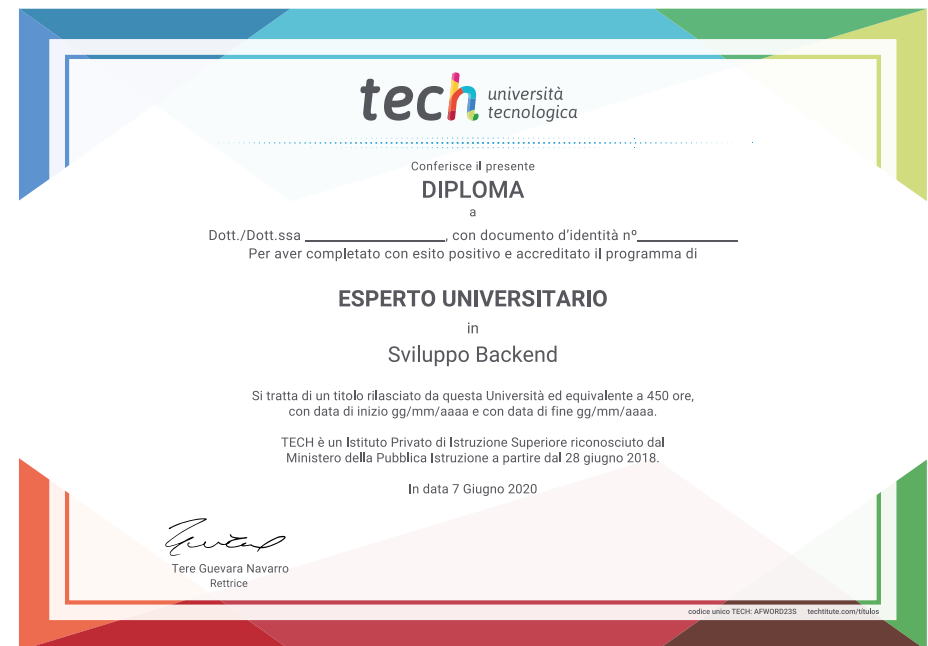 tech università
tecnologica
Conferisce il presente
DIPLOMA
a
Dott./Dott.ssa ____________________, con documento d'identità nº______________
Per aver completato con esito positivo e accreditato il programma di
ESPERTO UNIVERSITARIO
in
Sviluppo Backend
Si tratta di un titolo rilasciato da questa Università ed equivalente a 450 ore,
con data di inizio gg/mm/aaaa e con data di fine gg/mm/aaaa.
TECH è un Istituto Privato di Istruzione Superiore riconosciuto dal
Ministero della Pubblica Istruzione a partire dal 28 giugno 2018.
In data 7 Giugno 2020
Tere Guevara Navarro
Rettrice
codice unico TECH: AFWORD23S techtitute.com/titulos